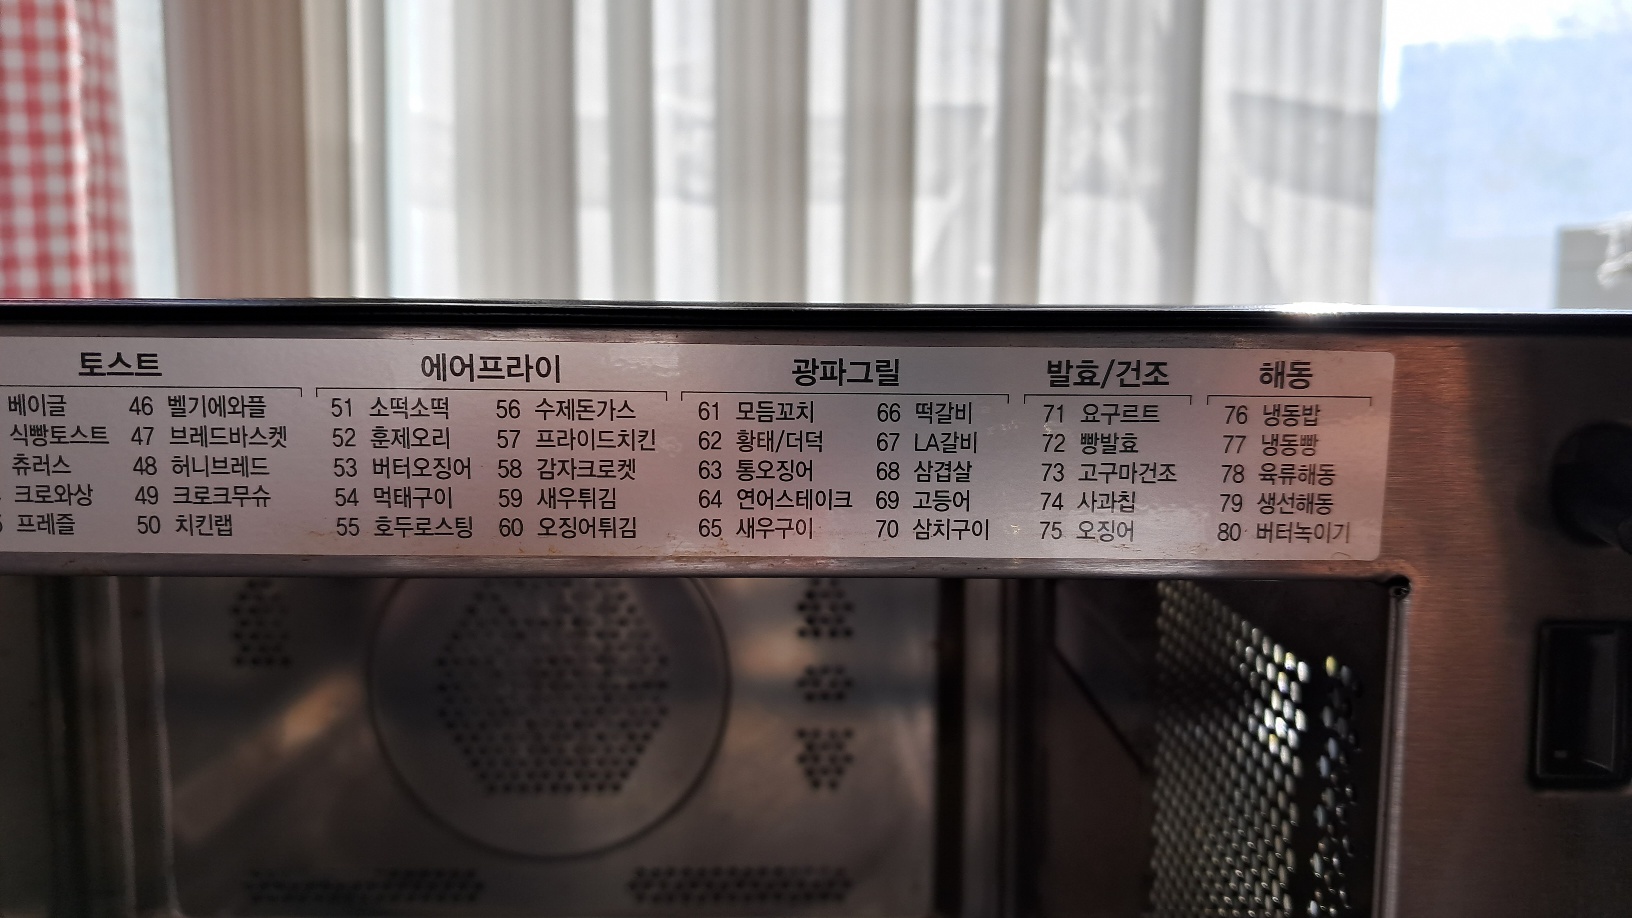 토스트 에어프라이 광파그릴 발효/건조 해동
베이글 46 벨기에와플 51 소떡소떡 56 수제돈가스 61 모듬꼬치 66 떡갈비 71 요구르트 76 냉동밥
식빵토스트 47 브레드바스켓 52 훈제오리 57 프라이드치킨 62 황태/더덕 67 LA갈비 72 빵발효 77 냉동빵
츄러스 48 허니브레드 53 버터오징어 58 감자크로켓 63 통오징어 68 삼겹살 73 고구마건조 78 육류해동
크로와상 49 크로크무슈 54 먹태구이 59 새우튀김 64 연어스테이크 69 고등어 74 사과칩 79 생선해동
프레즐 50 치킨랩 55 호두로스팅 60 오징어튀김 65 새우구이 70 삼치구이 75 오징어 80 버터녹이기